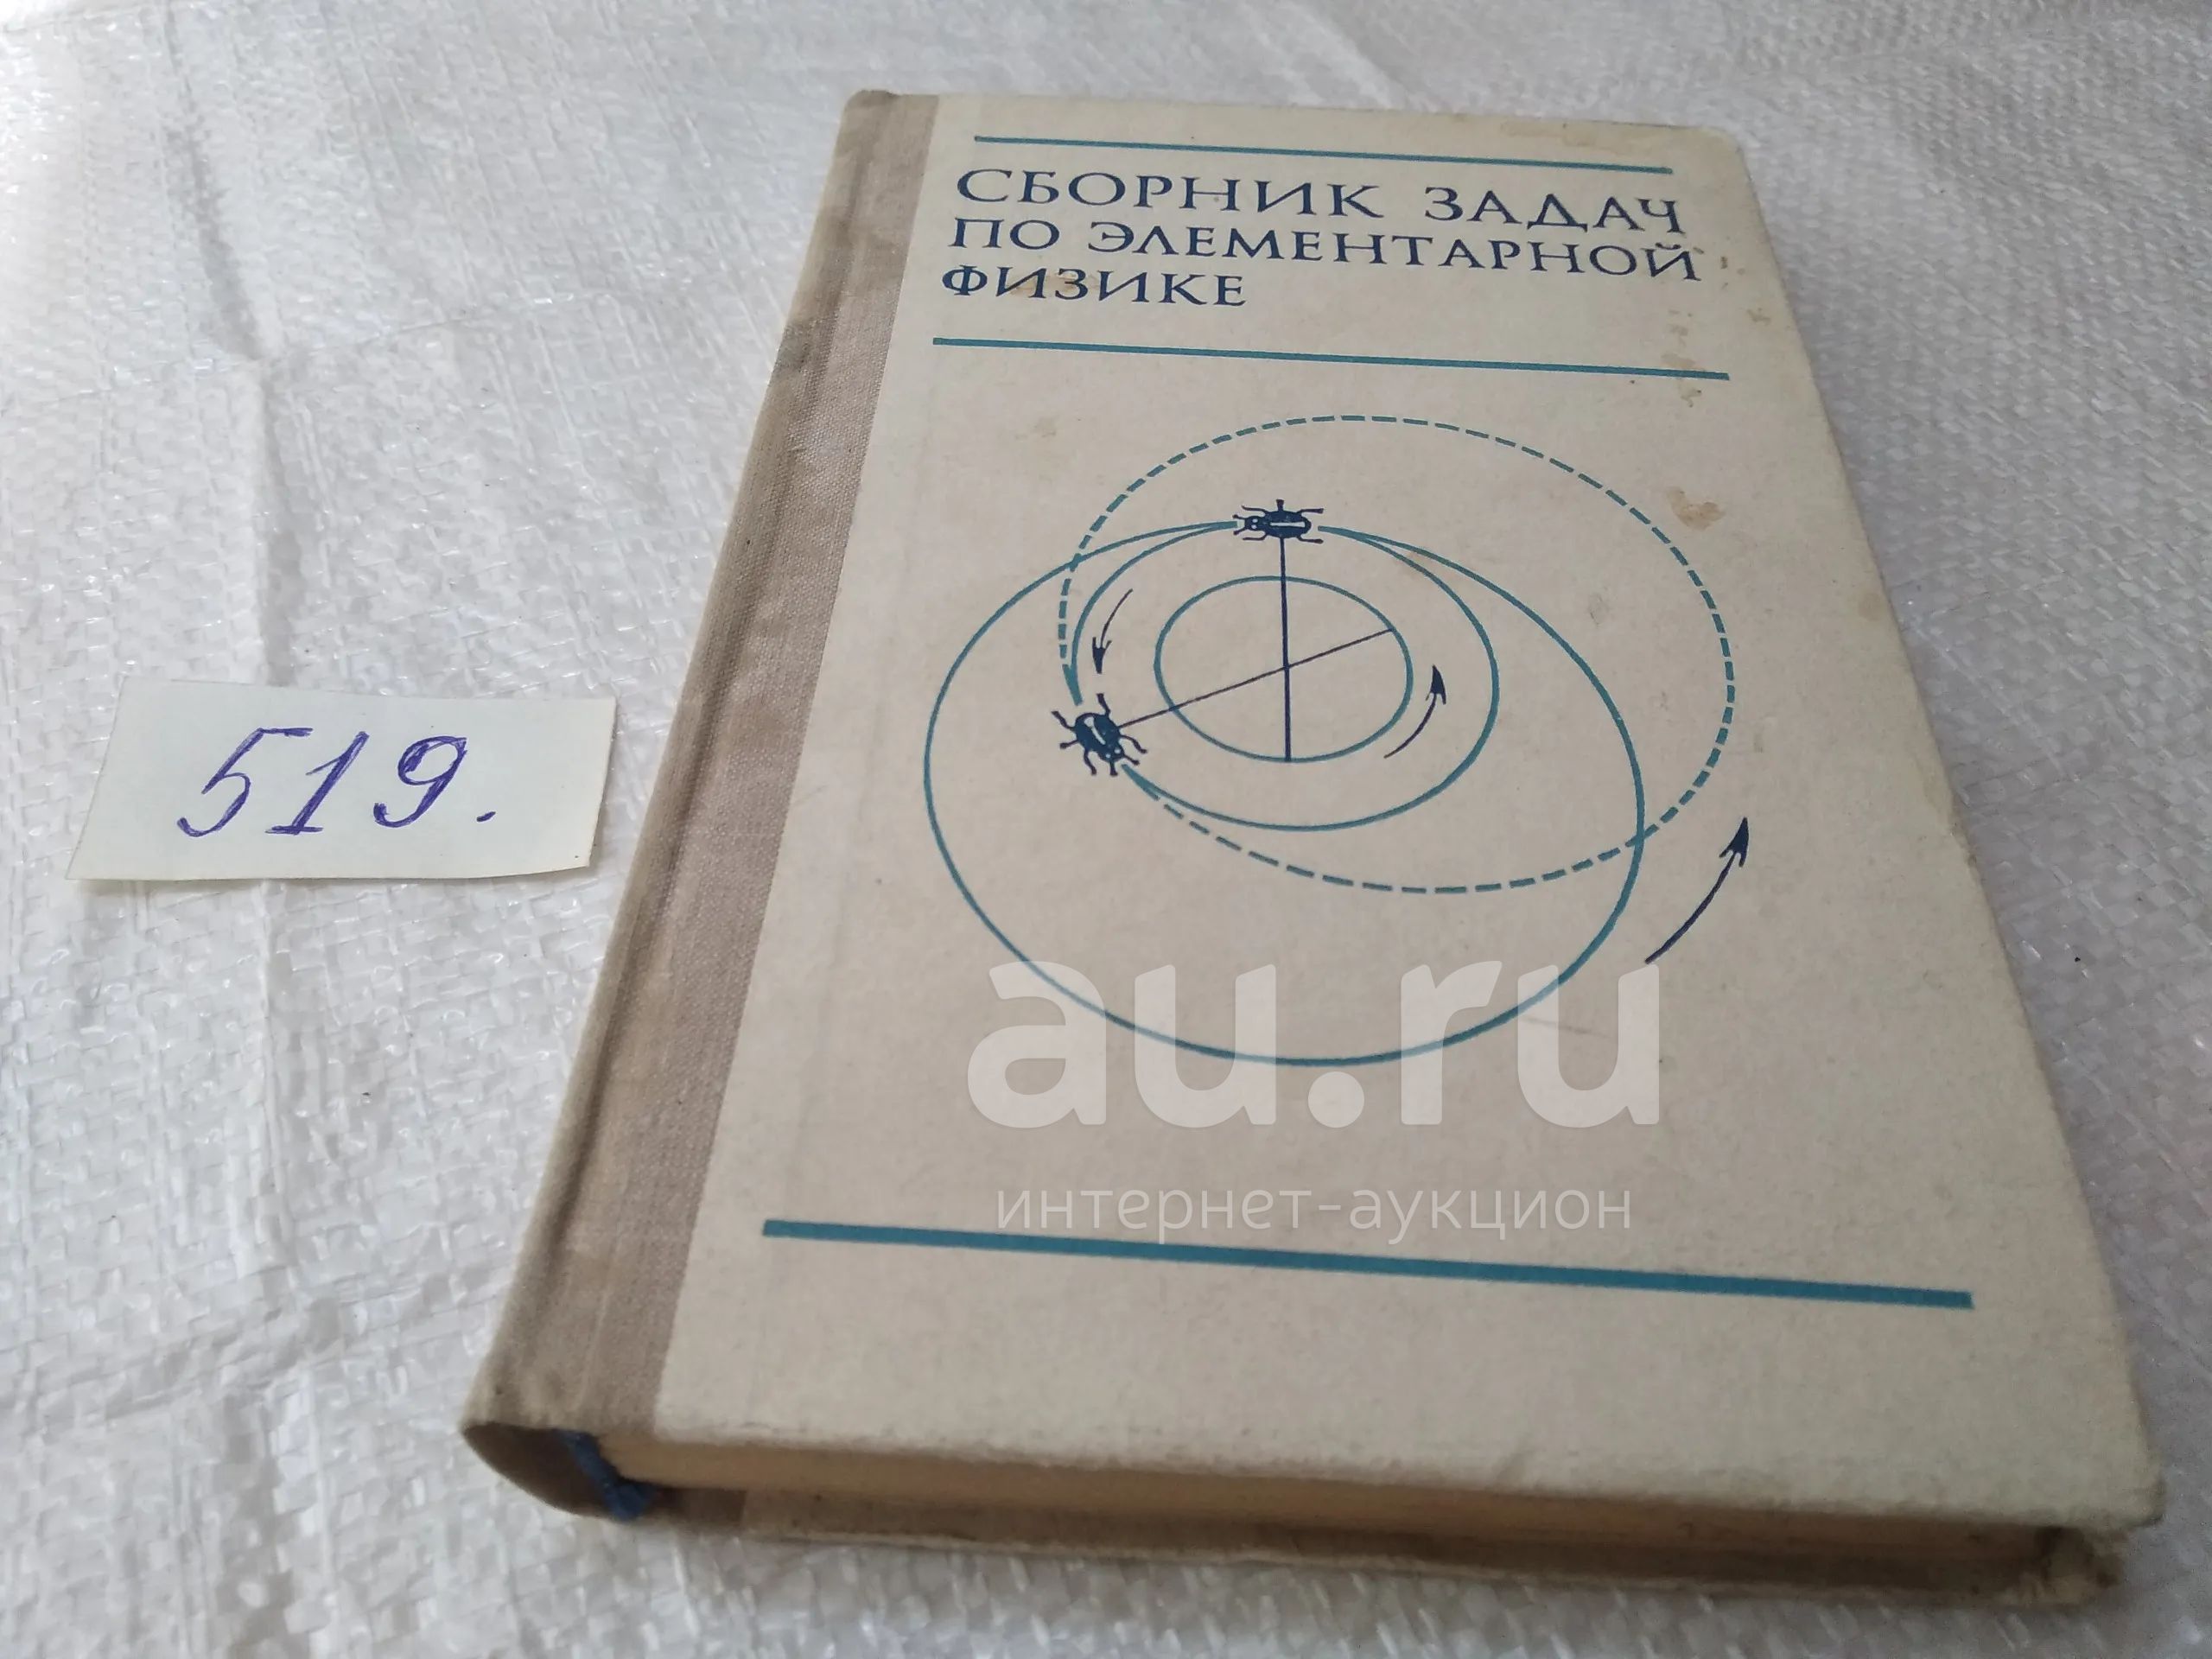 СБОРНИК ЗАДАЧ
ПО ЭЛЕМЕНТАРНОЙ
ФИЗИКЕ
519.
au.ru
интернет-аукцион